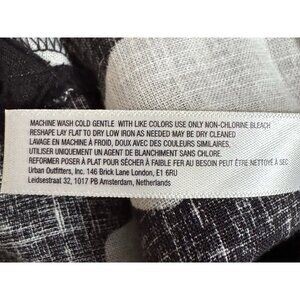 MACHINE WASH COLD GENTLE WITH LIKE COLORS USE ONLY NON-CHLORINE BLEACH
RESHAPE LAY FLAT TO DRY LOW IRON AS NEEDED MAY BE DRY CLEANED
LAVAGE EN MACHINE À FROID, DOUX AVEC DES COULEURS SIMILAIRES.
UTILISER UNIQUEMENT UN AGENT DE BLANCHIMENT SANS CHLORE.
REFORMER POSER À PLAT POUR SÉCHER À FAIBLE FER AU BESOIN PEUT ÊTRE NETTOYÉ À SEC
Urban Outfitters, Inc. 146 Brick Lane London, E1 6RU
Leidsestraat 32, 1017 PB Amsterdam, Netherlands